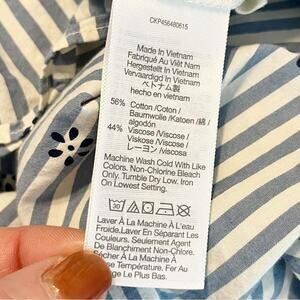 CKP456480615
Made In Vietnam
Fabriqué Au Viêt Nam
Hergestellt In Vietnam
Vervaardigd In Vietnam
ベトナム製
hecho en vietnam
56% Cotton /Coton /
Baumwolle /Katoen / 綿 /
algodón
44% Viscose /Viscose /
Viskose /Viscose /
レーヨン / viscosa
Machine Wash Cold With Like
Colors. Non-Chlorine Bleach
Only. Tumble Dry Low. Iron
On Lowest Setting.
30
Laver À La Machine À L'eau
Froide.Laver En Séparant Les
Couleurs. Seulement Agent
De Blanchiment Non-Chloré.
Sécher À La Machine
Doux. Fer Au
Réglage Le Plus Bas.